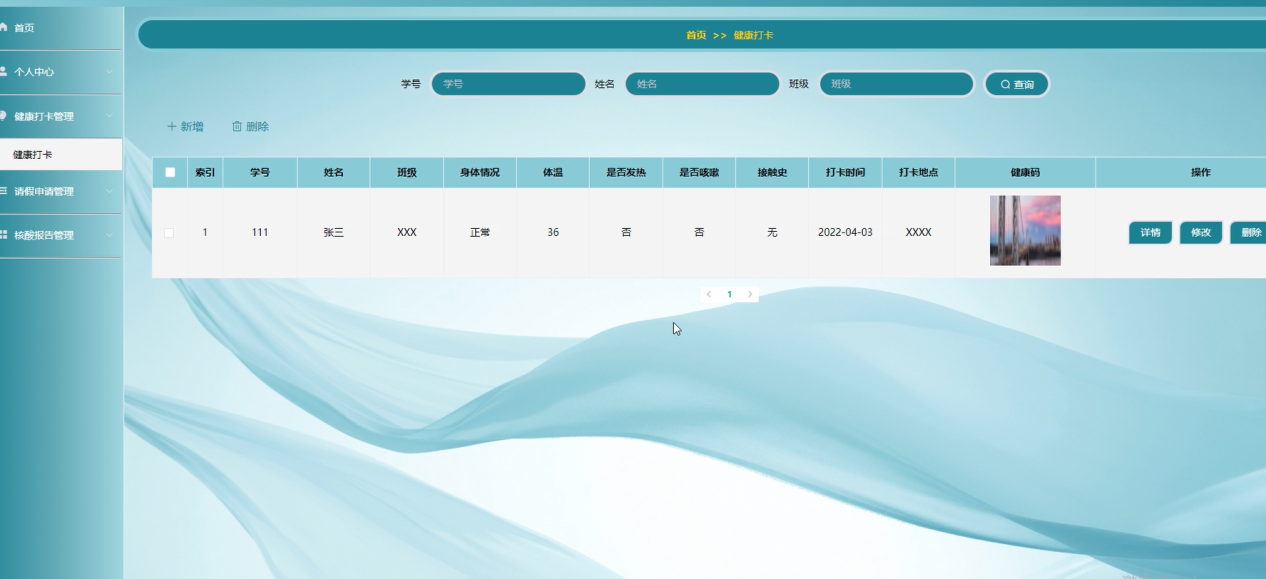 首页
个人中心
健康打卡管理
健康打卡
请假申请管理
核酸报告管理
首页 >> 健康打卡
学号 学号 姓名 姓名 班级 班级 查询
新增 删除
索引 学号 姓名 班级 身体情况 体温 是否发热 是否咳嗽 接触史 打卡时间 打卡地点 健康码 操作
1 111 张三 XXX 正常 36 否 否 无 2022-04-03 XXXX 详情 修改 删除
1